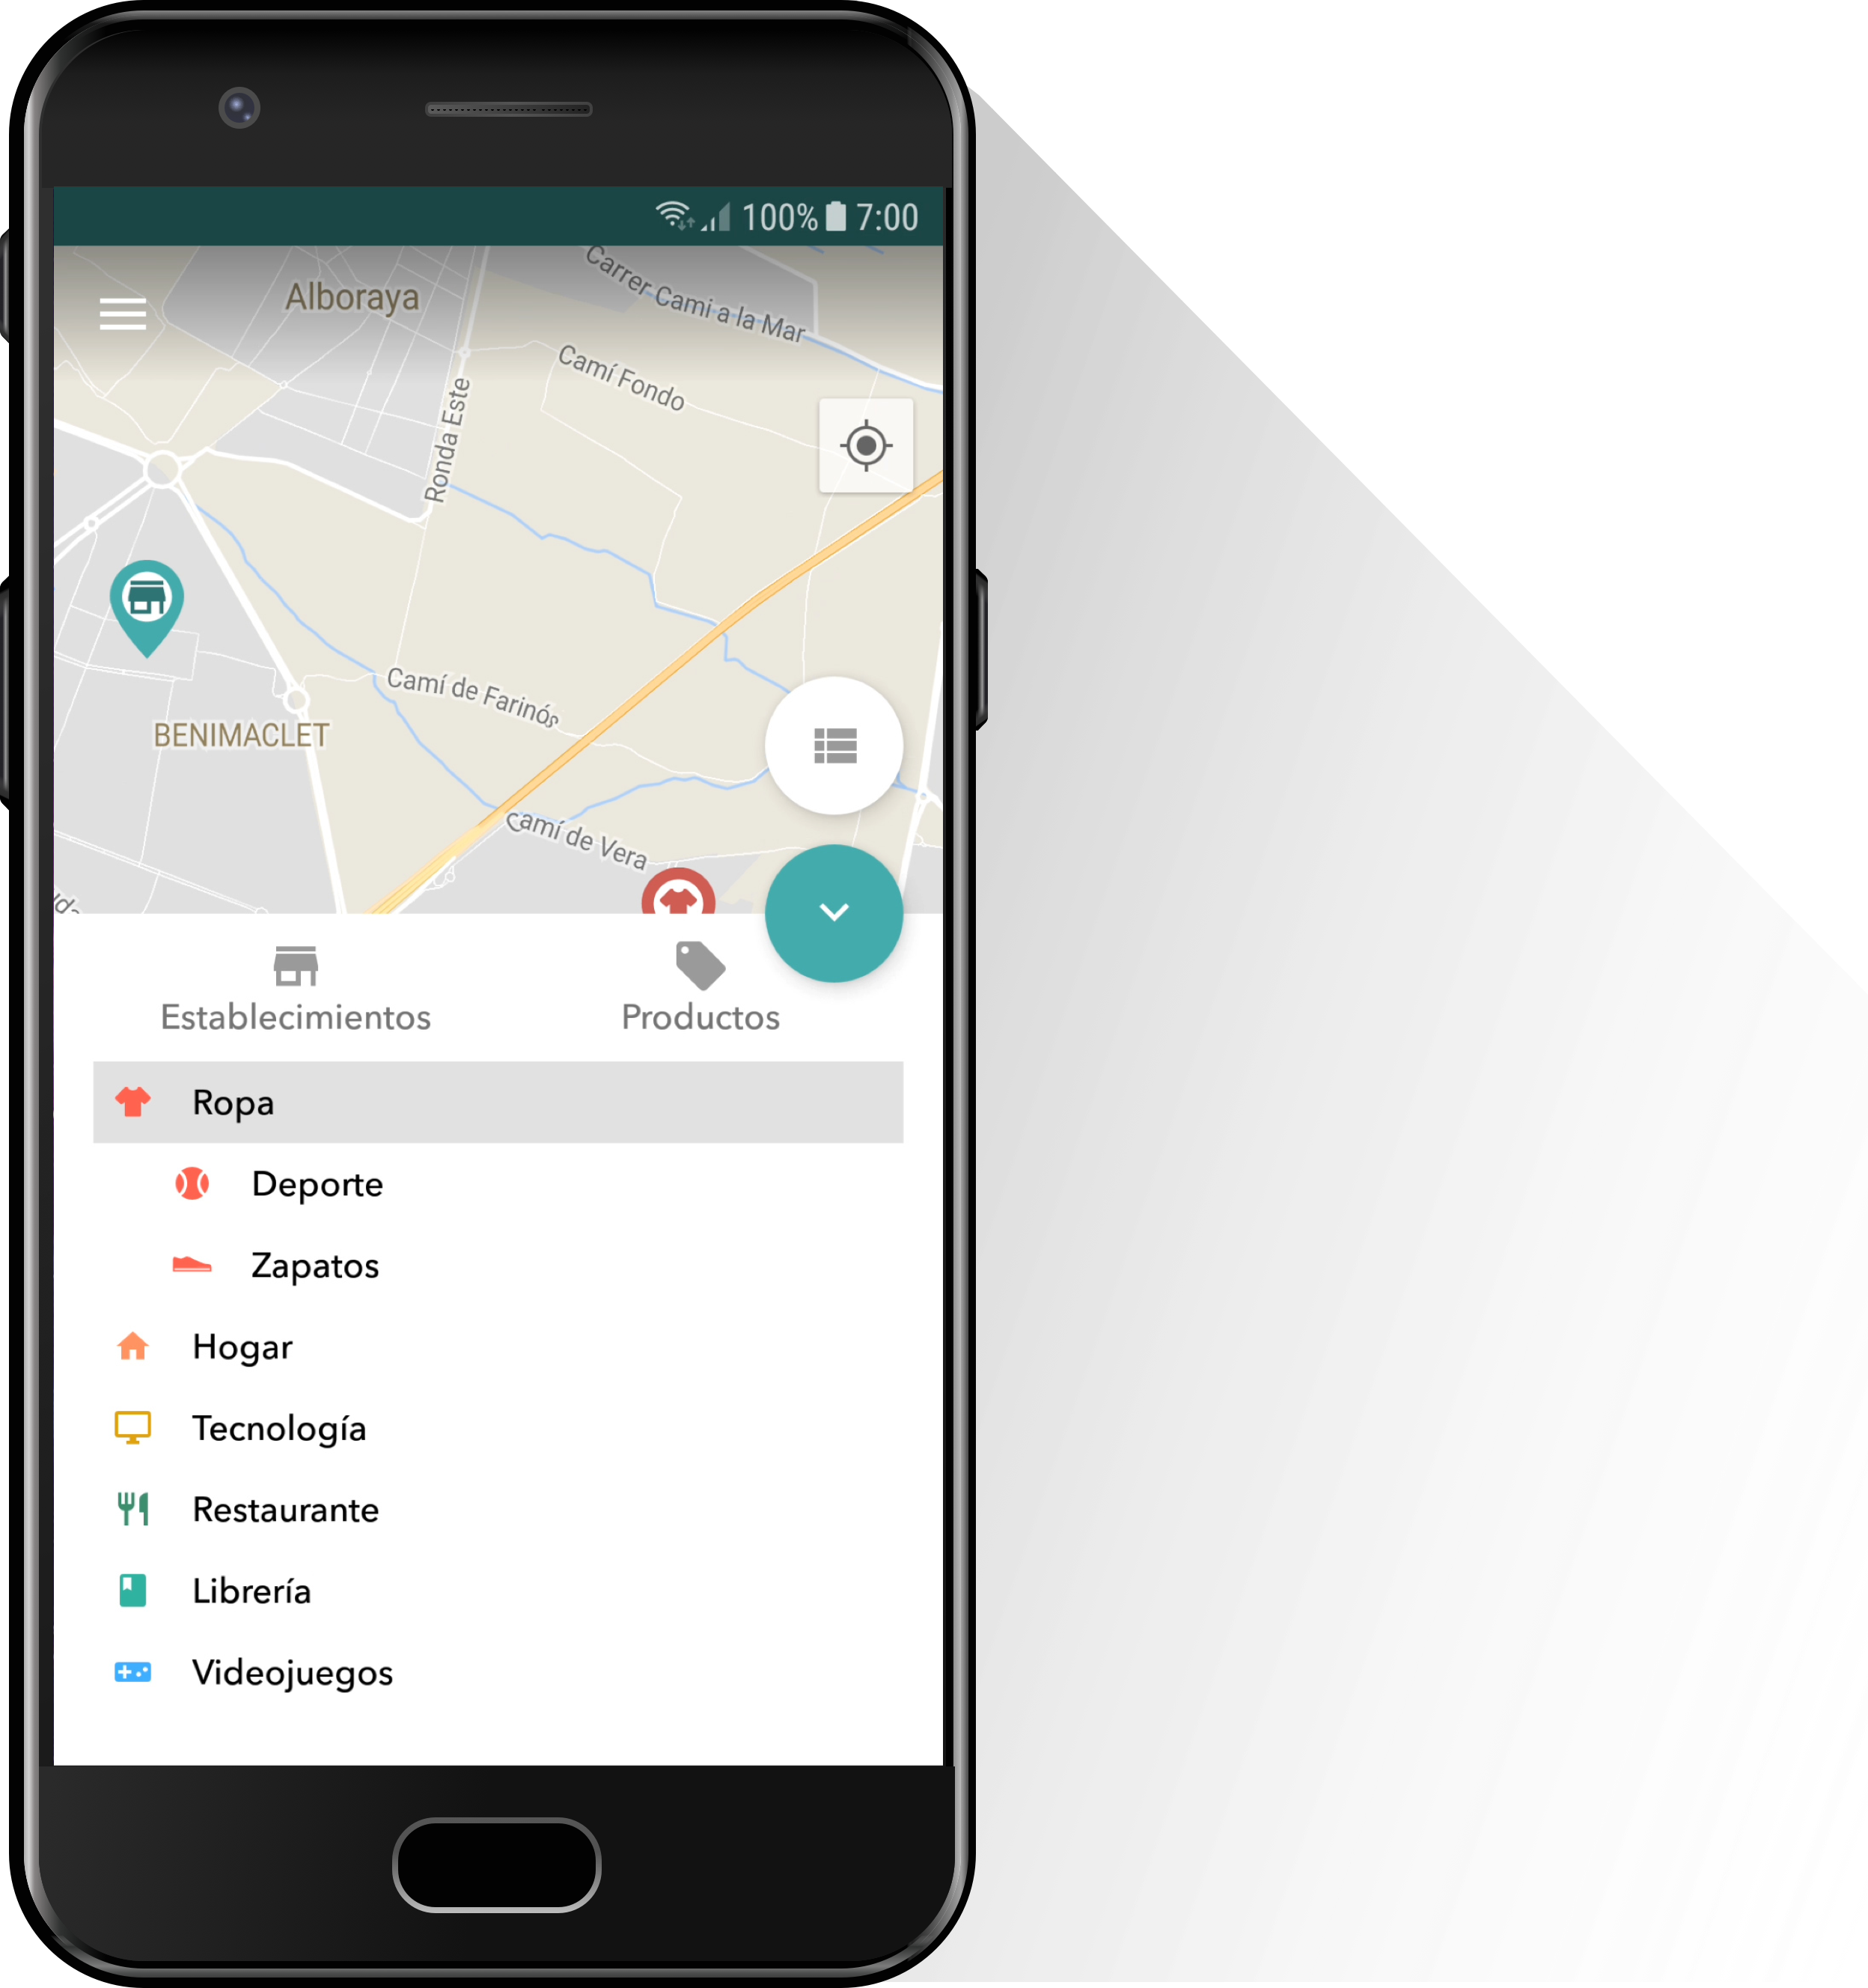 100% 7:00
Alboraya
Carrer Cami a la Mar
Camí Fondo
Ronda Este
Camí de Farinós
BENIMACLET
Camí de Vera
Establecimientos
Productos
Ropa
Deporte
Zapatos
Hogar
Tecnología
Restaurante
Librería
Videojuegos